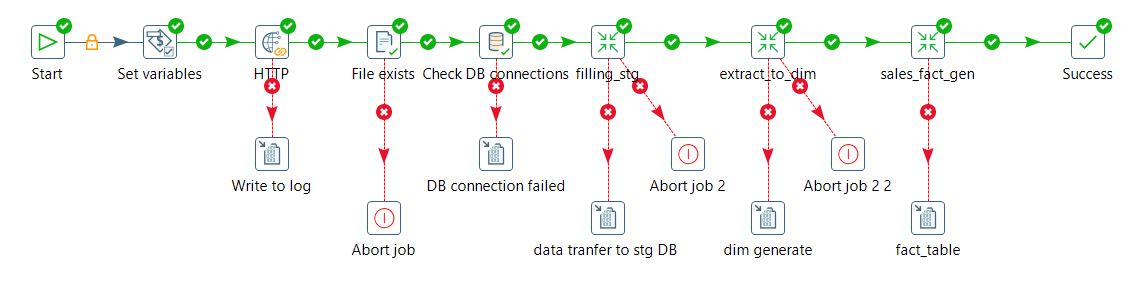 Start
Set variables
HTTP
File exists
Check DB connections
filling_stg
extract_to_dim
sales_fact_gen
Success
Write to log
DB connection failed
Abort job 2
Abort job 2 2
Abort job
data tranfer to stg DB
dim generate
fact_table